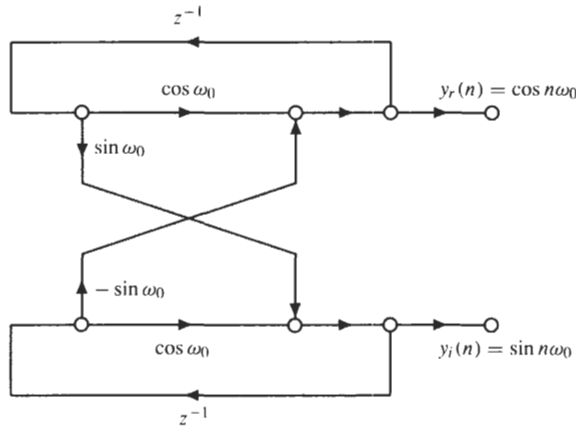 z⁻¹
cos ω₀
yᵣ(n) = cos nω₀
sin ω₀
− sin ω₀
cos ω₀
yᵢ(n) = sin nω₀
z⁻¹